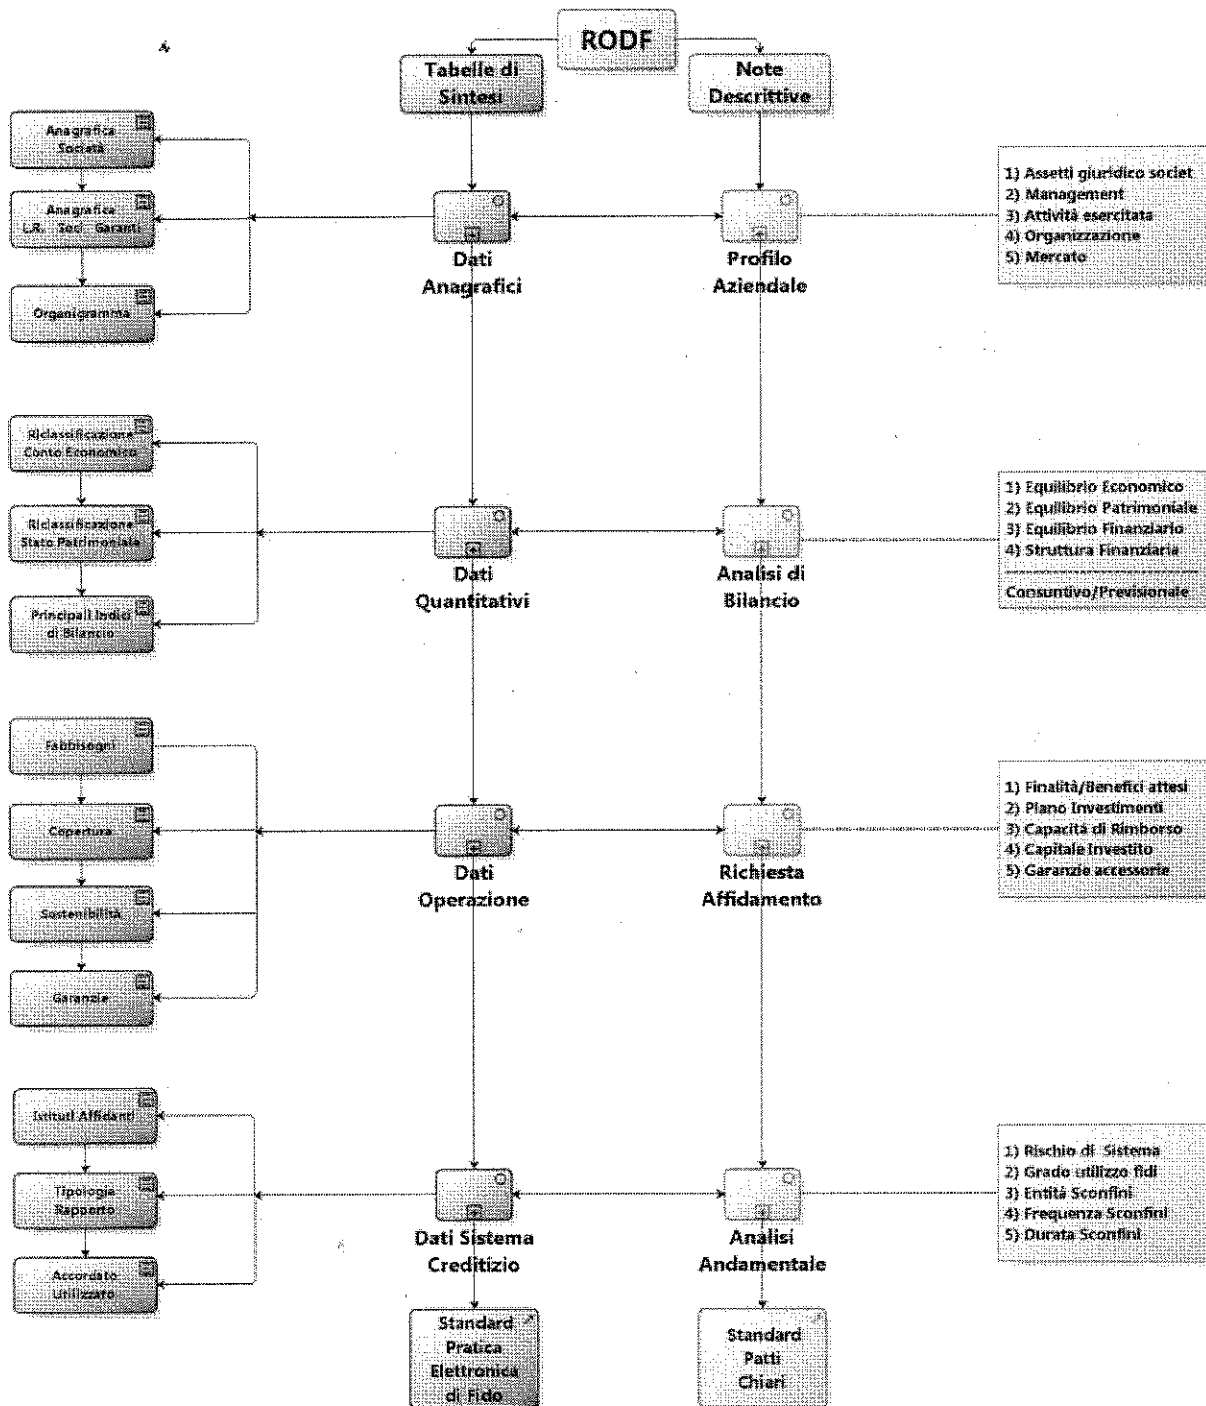 RODF
Tabelle di
Sintesi
Note
Descrittive
Anagrafica
Società
Anagrafica
L.R. Soci Garanti
Organigramma
Dati
Anagrafici
Profilo
Aziendale
1) Assetti giuridico societ
2) Management
3) Attività esercitata
4) Organizzazione
5) Mercato
Riclassificazione
Conto Economico
Riclassificazione
Stato Patrimoniale
Principali Indici
di Bilancio
Dati
Quantitativi
Analisi di
Bilancio
1) Equilibrio Economico
2) Equilibrio Patrimoniale
3) Equilibrio Finanziario
4) Struttura Finanziaria
Consuntivo/Previsionale
Fabbisogni
Copertura
Sostenibilità
Garanzie
Dati
Operazione
Richiesta
Affidamento
1) Finalità/Benefici attesi
2) Plano Investimenti
3) Capacità di Rimborso
4) Capitale Investito
5) Garanzie accessorie
Istituti Affidanti
Tipologia
Rapporto
Accordato
Utilizzato
Dati Sistema
Creditizio
Analisi
Andamentale
1) Rischio di Sistema
2) Grado utilizzo fidi
3) Entità Sconfini
4) Frequenza Sconfini
5) Durata Sconfini
Standard
Pratica
Elettronica
di Fido
Standard
Patti
Chiari